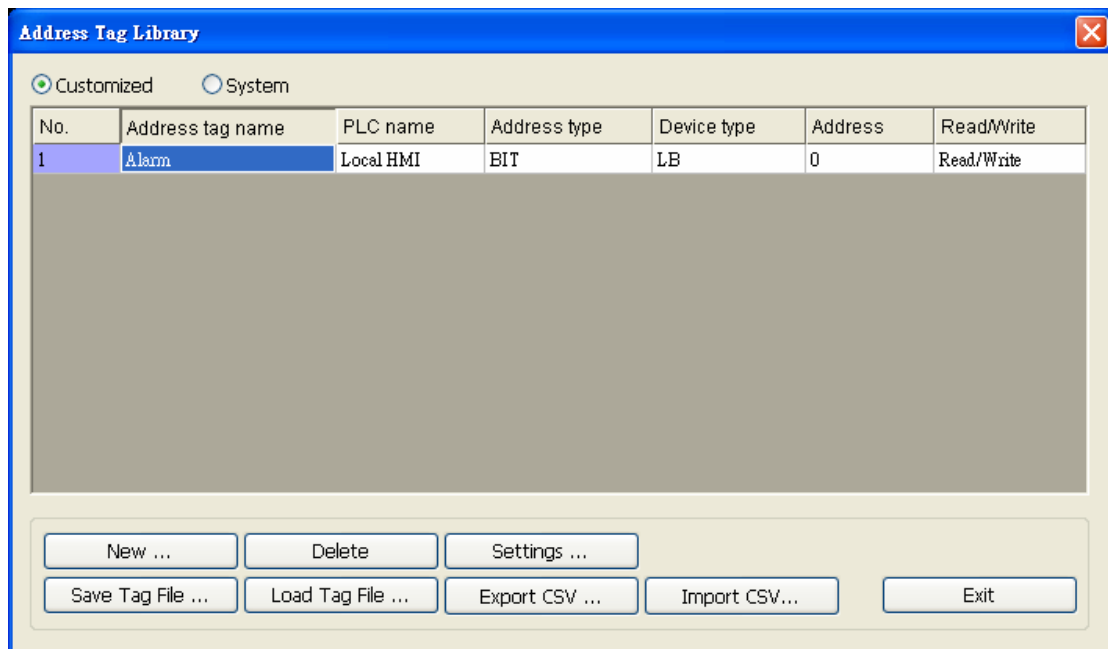 Address Tag Library
Customized System
No. Address tag name PLC name Address type Device type Address Read/Write
1 Alarm Local HMI BIT LB 0 Read/Write
New ... Delete Settings ...
Save Tag File ... Load Tag File ... Export CSV ... Import CSV... Exit